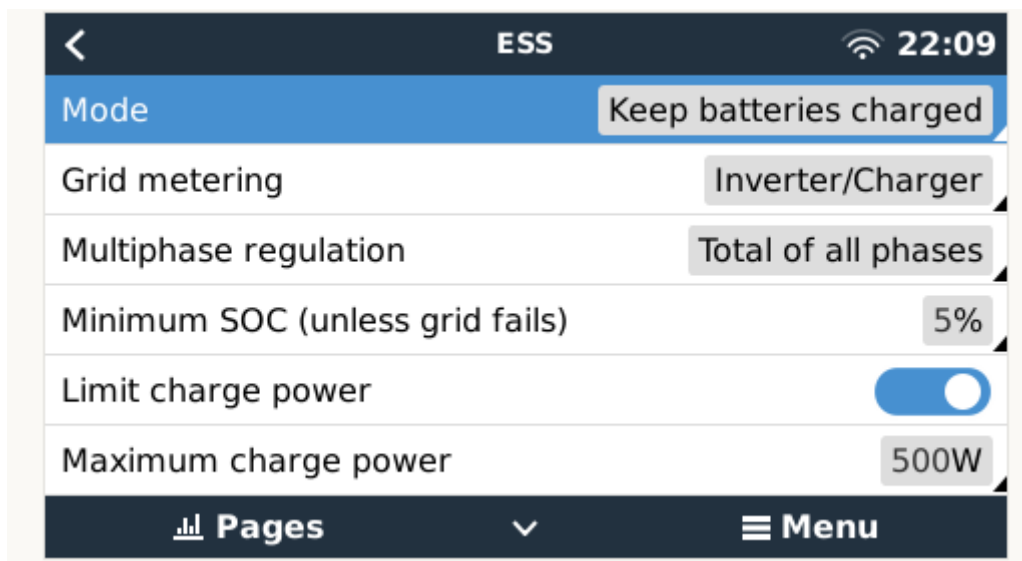 ESS 22:09
Mode Keep batteries charged
Grid metering Inverter/Charger
Multiphase regulation Total of all phases
Minimum SOC (unless grid fails) 5%
Limit charge power
Maximum charge power 500W
Pages Menu